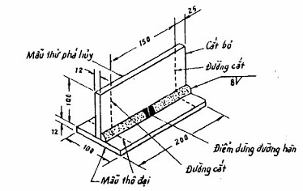 25
150
Mẫu thử phá hủy
Cắt bỏ
12
Đường cắt
8V
100
12
Điểm dừng đường hàn
100
200
Đường cắt
Mẫu thô đại